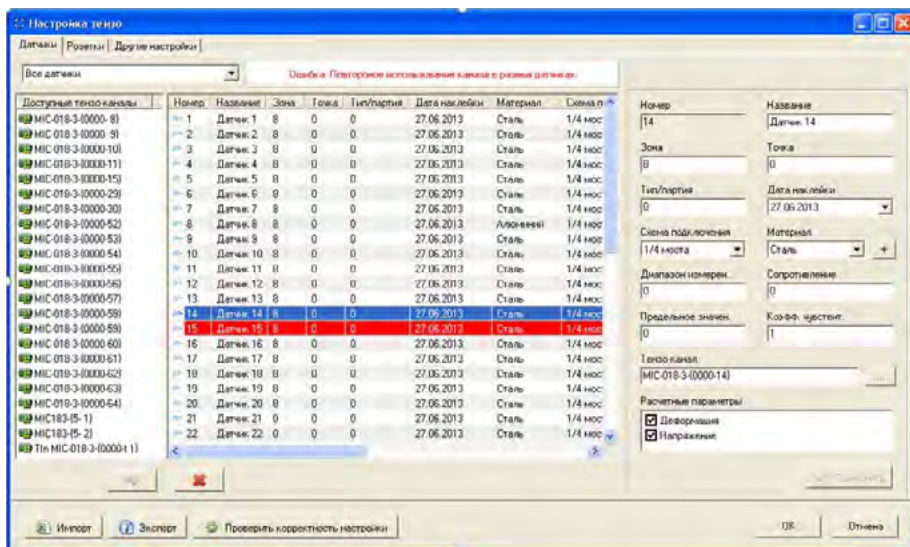 Настройка тензо
Датчики Розетки Другие настройки
Все датчики
Ошибка: Повторное использование канала в разных датчиках.
Доступные тензо-каналы
MIC-018-3-(0000- 8)
MIC-018-3-(0000- 9)
MIC-018-3-(0000-10)
MIC-018-3-(0000-11)
MIC-018-3-(0000-15)
MIC-018-3-(0000-29)
MIC-018-3-(0000-30)
MIC-018-3-(0000-52)
MIC-018-3-(0000-53)
MIC-018-3-(0000-54)
MIC-018-3-(0000-55)
MIC-018-3-(0000-56)
MIC-018-3-(0000-57)
MIC-018-3-(0000-58)
MIC-018-3-(0000-59)
MIC-018-3-(0000-60)
MIC-018-3-(0000-61)
MIC-018-3-(0000-62)
MIC-018-3-(0000-63)
MIC-018-3-(0000-64)
MIC183-(5- 1)
MIC183-(5- 2)
MIC-018-3-(0000-t 1)
Номер Название Зона Точка Тип/партия Дата наклейки Материал Схема п
1 Датчик 1 8 0 0 27.06.2013 Сталь 1/4 мос
2 Датчик 2 8 0 0 27.06.2013 Сталь 1/4 мос
3 Датчик 3 8 0 0 27.06.2013 Сталь 1/4 мос
4 Датчик 4 8 0 0 27.06.2013 Сталь 1/4 мос
5 Датчик 5 8 0 0 27.06.2013 Сталь 1/4 мос
6 Датчик 6 8 0 0 27.06.2013 Сталь 1/4 мос
7 Датчик 7 8 0 0 27.06.2013 Сталь 1/4 мос
8 Датчик 8 8 0 0 27.06.2013 Алюминий 1/4 мос
9 Датчик 9 8 0 0 27.06.2013 Сталь 1/4 мос
10 Датчик 10 8 0 0 27.06.2013 Сталь 1/4 мос
11 Датчик 11 8 0 0 27.06.2013 Сталь 1/4 мос
12 Датчик 12 8 0 0 27.06.2013 Сталь 1/4 мос
13 Датчик 13 8 0 0 27.06.2013 Сталь 1/4 мос
14 Датчик 14 8 0 0 27.06.2013 Сталь 1/4 мос
15 Датчик 15 8 0 0 27.06.2013 Сталь 1/4 мос
16 Датчик 16 8 0 0 27.06.2013 Сталь 1/4 мос
17 Датчик 17 8 0 0 27.06.2013 Сталь 1/4 мос
18 Датчик 18 8 0 0 27.06.2013 Сталь 1/4 мос
19 Датчик 19 8 0 0 27.06.2013 Сталь 1/4 мос
20 Датчик 20 8 0 0 27.06.2013 Сталь 1/4 мос
21 Датчик 21 0 0 0 27.06.2013 Сталь 1/4 мос
22 Датчик 22 0 0 0 27.06.2013 Сталь 1/4 мос
Номер Название
14 Датчик 14
Зона Точка
8 0
Тип/партия Дата наклейки
0 27.06.2013
Схема подключения Материал
1/4 моста Сталь +
Диапазон измерен. Сопротивление
0 0
Предельное значен. Коэфф. чувствит.
0 1
Тензо-канал
MIC-018-3-(0000-14) ...
Расчетные параметры
Деформация
Напряжение
Импорт Экспорт Проверить корректность настройки OK Отмена